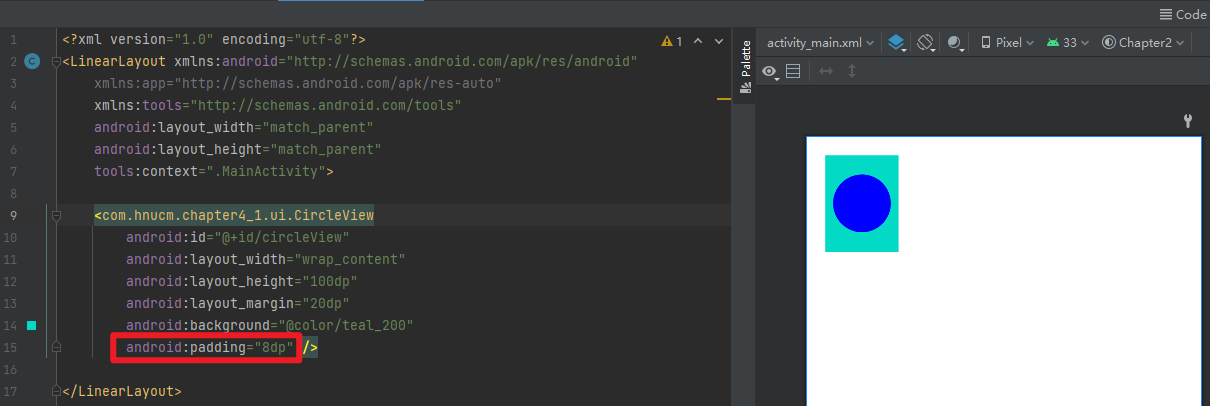 Code
1 <?xml version="1.0" encoding="utf-8"?>
1
2 <LinearLayout xmlns:android="http://schemas.android.com/apk/res/android"
3 xmlns:app="http://schemas.android.com/apk/res-auto"
4 xmlns:tools="http://schemas.android.com/tools"
5 android:layout_width="match_parent"
6 android:layout_height="match_parent"
7 tools:context=".MainActivity">
8
9 <com.hnucm.chapter4_1.ui.CircleView
10 android:id="@+id/circleView"
11 android:layout_width="wrap_content"
12 android:layout_height="100dp"
13 android:layout_margin="20dp"
14 android:background="@color/teal_200"
15 android:padding="8dp" />
16
17 </LinearLayout>
C
Palette
activity_main.xml Pixel 33 Chapter2